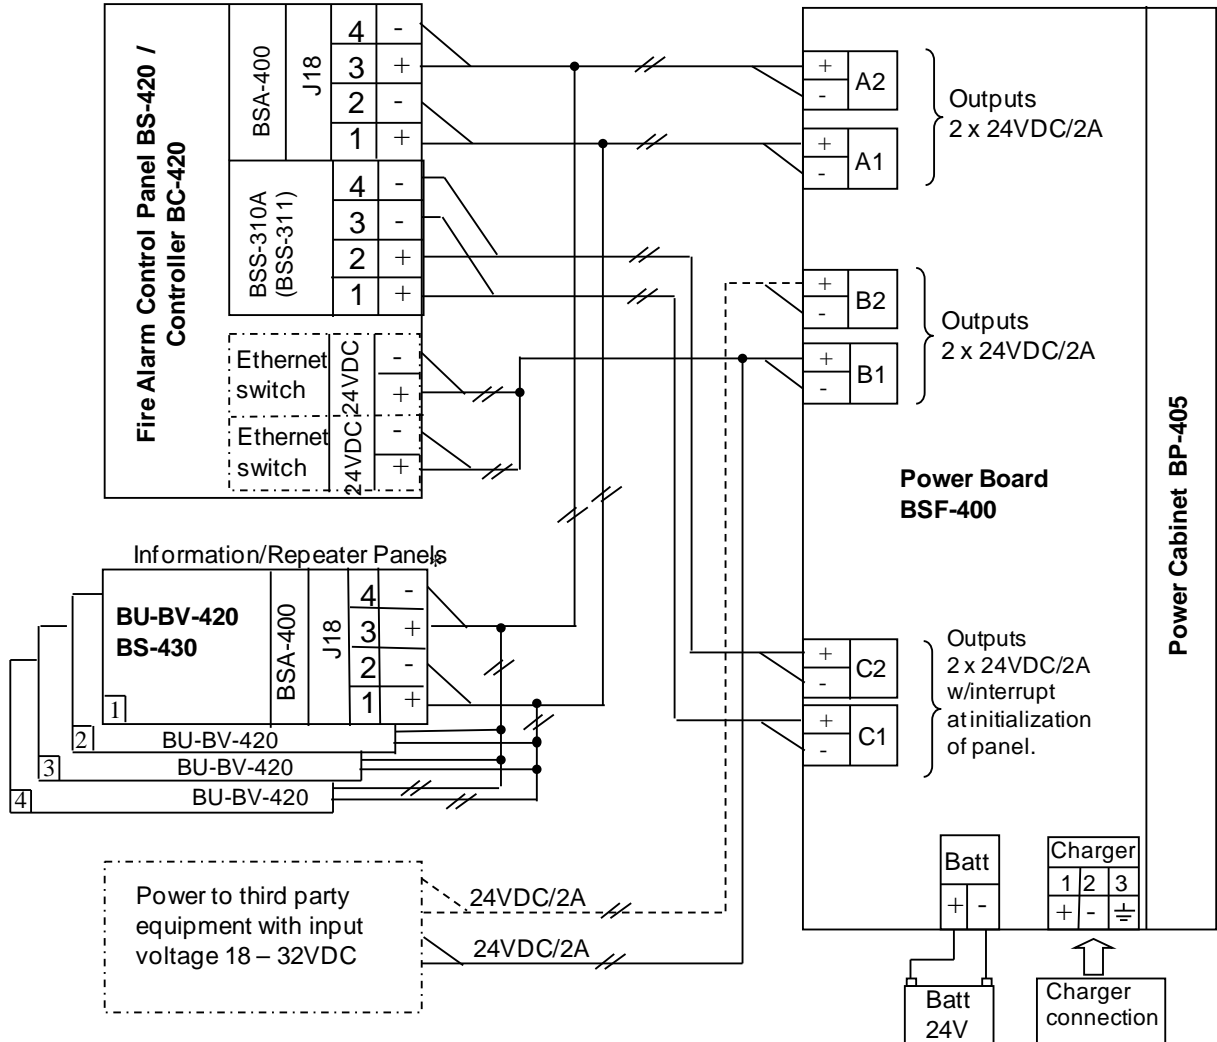 Fire Alarm Control Panel BS-420 /
Controller BC-420
BSA-400
J18
4 -
3 +
2 -
1 +
BSS-310A
(BSS-311)
4 -
3 -
2 +
1 +
Ethernet
switch
24VDC
-
+
Ethernet
switch
24VDC
-
+
+
-
A2
+
-
A1
Outputs
2 x 24VDC/2A
+
-
B2
+
-
B1
Outputs
2 x 24VDC/2A
Power Board
BSF-400
Power Cabinet BP-405
+
-
C2
+
-
C1
Outputs
2 x 24VDC/2A
w/interrupt
at initialization
of panel.
Information/Repeater Panels*
BU-BV-420
BS-430
BSA-400
J18
4 -
3 +
2 -
1 +
1
2 BU-BV-420
3 BU-BV-420
4 BU-BV-420
Power to third party
equipment with input
voltage 18 – 32VDC
24VDC/2A
24VDC/2A
Batt
+ -
Charger
1 2 3
+ -
Batt
24V
Charger
connection